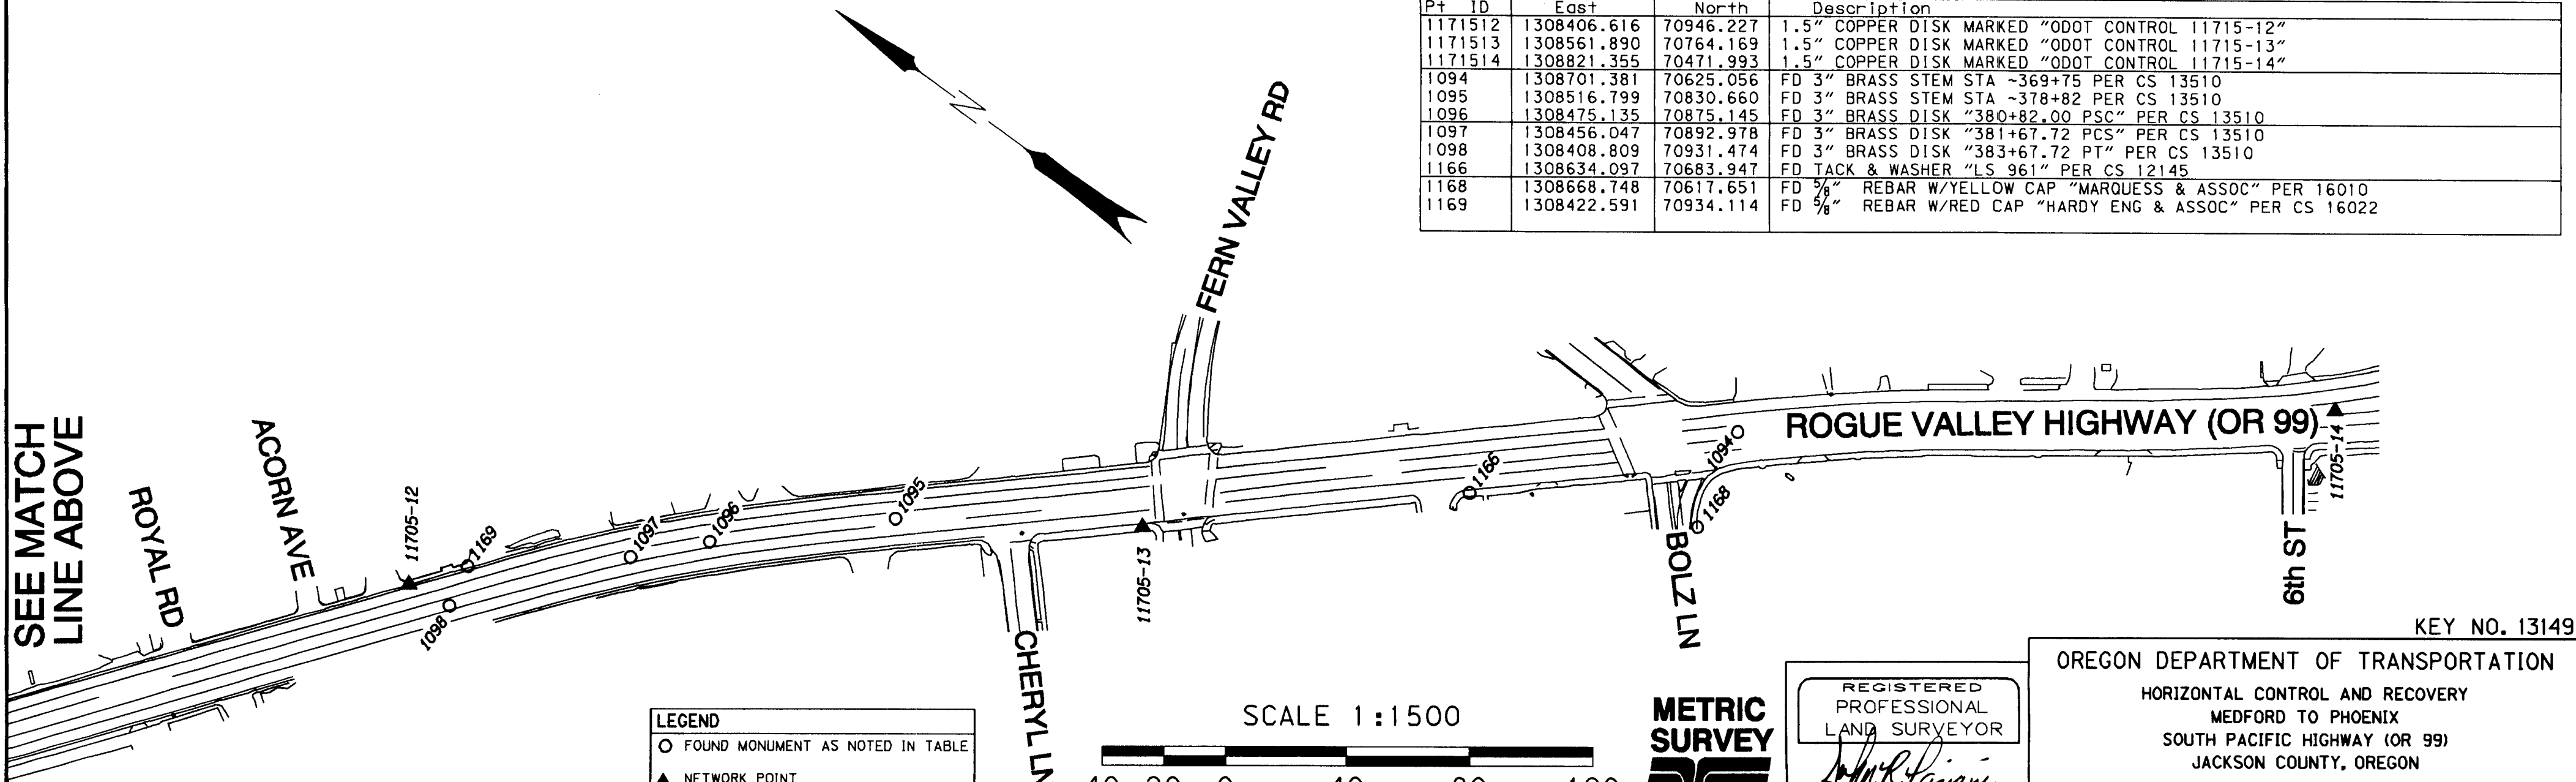 Pt ID East North Description
1171512 1308406.616 70946.227 1.5" COPPER DISK MARKED "ODOT CONTROL 11715-12"
1171513 1308561.890 70764.169 1.5" COPPER DISK MARKED "ODOT CONTROL 11715-13"
1171514 1308821.355 70471.993 1.5" COPPER DISK MARKED "ODOT CONTROL 11715-14"
1094 1308701.381 70625.056 FD 3" BRASS STEM STA ~369+75 PER CS 13510
1095 1308516.799 70830.660 FD 3" BRASS STEM STA ~378+82 PER CS 13510
1096 1308475.135 70875.145 FD 3" BRASS DISK "380+82.00 PSC" PER CS 13510
1097 1308456.047 70892.978 FD 3" BRASS DISK "381+67.72 PCS" PER CS 13510
1098 1308408.809 70931.474 FD 3" BRASS DISK "383+67.72 PT" PER CS 13510
1166 1308634.097 70683.947 FD TACK & WASHER "LS 961" PER CS 12145
1168 1308668.748 70617.651 FD 5/8" REBAR W/YELLOW CAP "MARQUESS & ASSOC" PER 16010
1169 1308422.591 70934.114 FD 5/8" REBAR W/RED CAP "HARDY ENG & ASSOC" PER CS 16022
N
FERN VALLEY RD
SEE MATCH
LINE ABOVE
ROYAL RD
ACORN AVE
11705-12
1169
1098
1097
1096
1095
11705-13
CHERYL LN
1166
1094
1168
BOLZ LN
ROGUE VALLEY HIGHWAY (OR 99)
11705-14
6th ST
KEY NO. 13149
LEGEND
FOUND MONUMENT AS NOTED IN TABLE
NETWORK POINT
SCALE 1:1500
METRIC
SURVEY
REGISTERED
PROFESSIONAL
LAND SURVEYOR
OREGON DEPARTMENT OF TRANSPORTATION
HORIZONTAL CONTROL AND RECOVERY
MEDFORD TO PHOENIX
SOUTH PACIFIC HIGHWAY (OR 99)
JACKSON COUNTY, OREGON